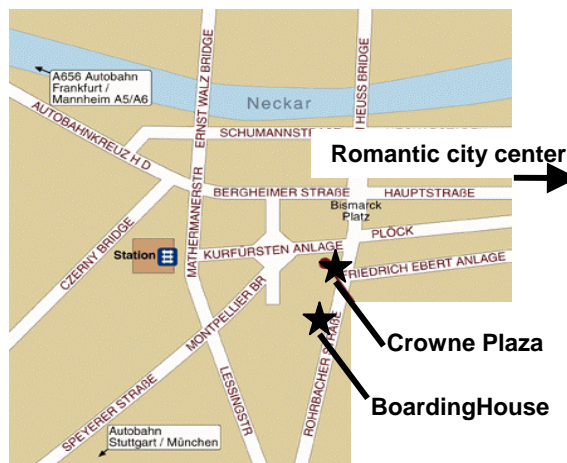 A656 Autobahn
Frankfurt /
Mannheim A5/A6
ERNST WALZ BRIDGE
HEUSS BRIDGE
Neckar
AUTOBAHNKREUZ H D
SCHUMANNSTRAßE
Romantic city center
BERGHEIMER STRAßE
HAUPTSTRAßE
Bismarck
Platz
MATHERMANERSTR
CZERNY BRIDGE
PLÖCK
KURFÜRSTEN ANLAGE
Station
FRIEDRICH EBERT ANLAGE
MONTPELLIER BR
Crowne Plaza
ROHRBACHER STRAßE
LESSINGSTR
BoardingHouse
SPEYERER STRAßE
Autobahn
Stuttgart / München